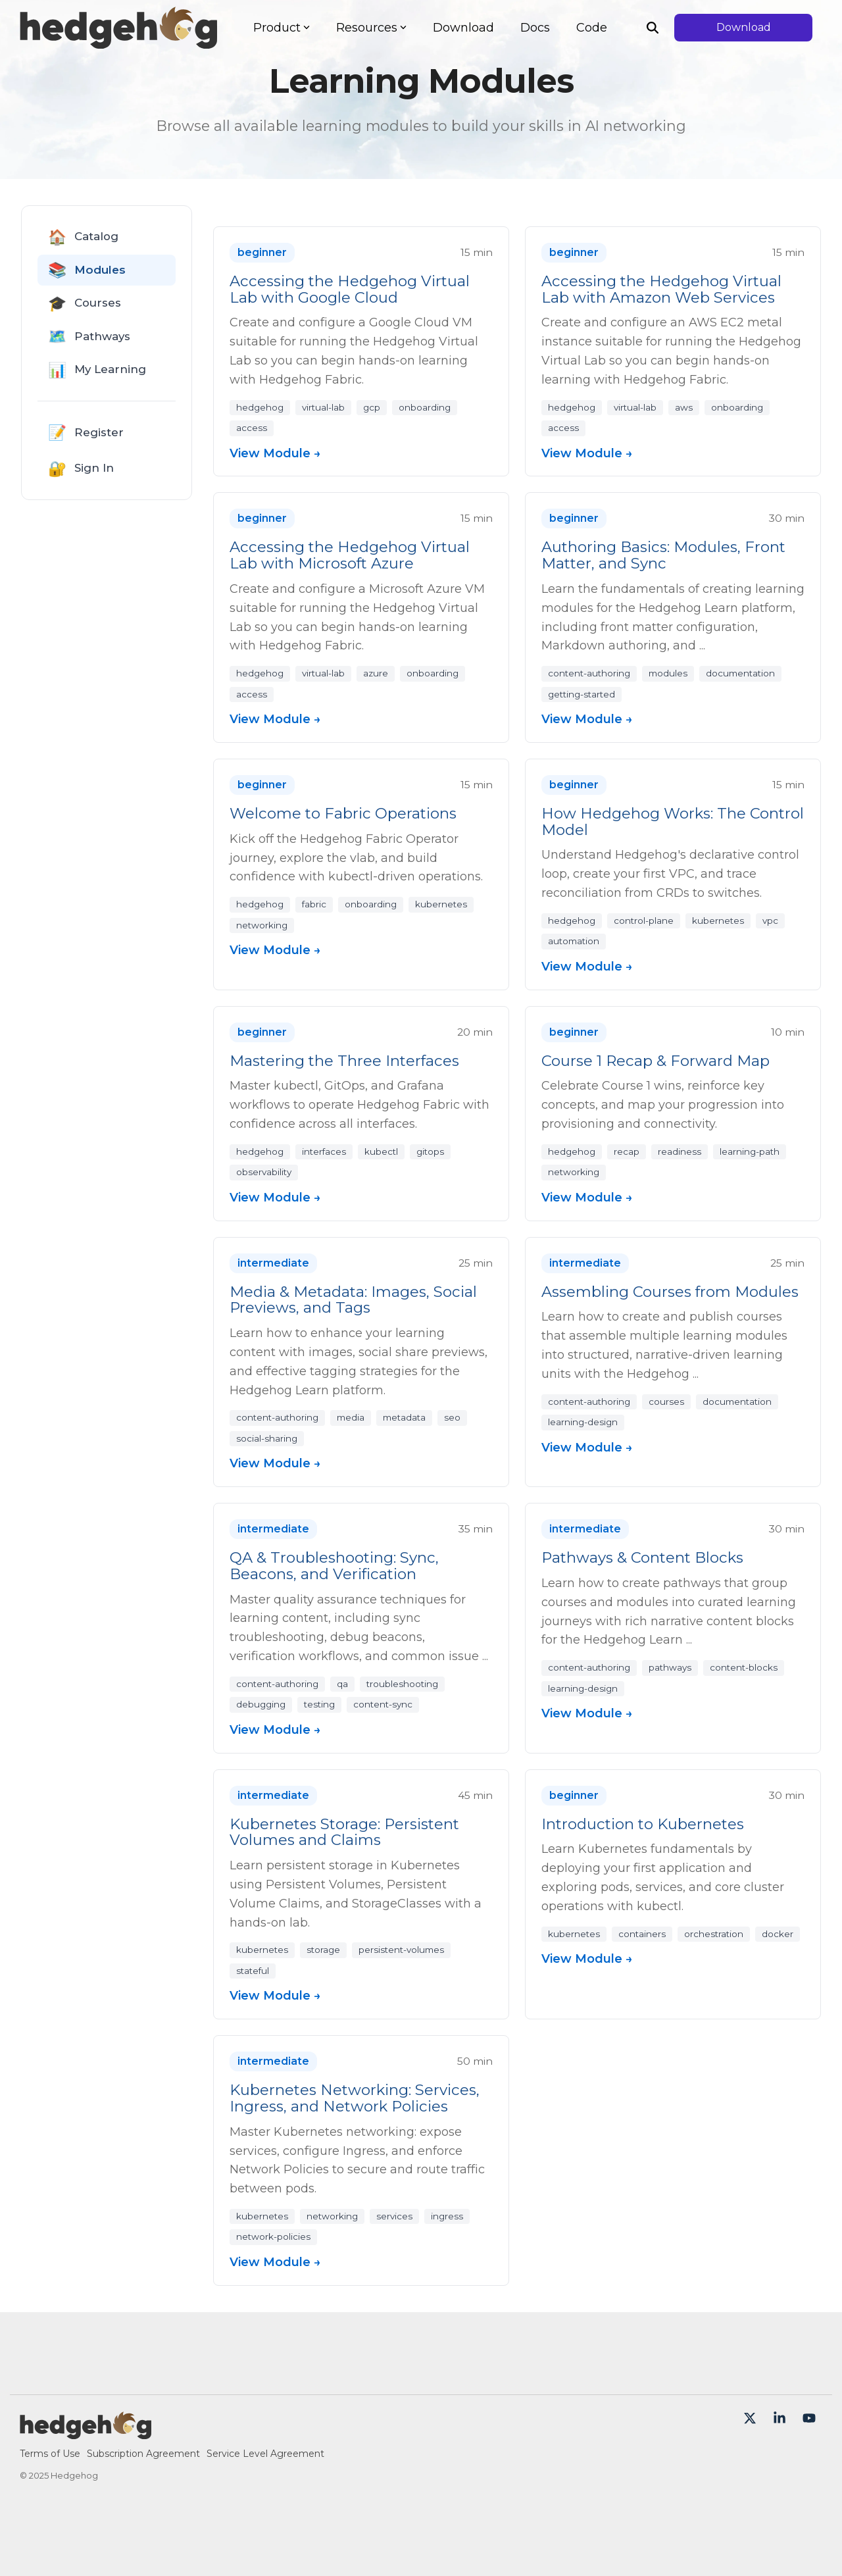 hedgehog
Product
Resources
Download
Docs
Code
Download
Learning Modules
Browse all available learning modules to build your skills in AI networking
Catalog
Modules
Courses
Pathways
My Learning
Register
Sign In
beginner
15 min
Accessing the Hedgehog Virtual
Lab with Google Cloud
Create and configure a Google Cloud VM
suitable for running the Hedgehog Virtual
Lab so you can begin hands-on learning
with Hedgehog Fabric.
hedgehog virtual-lab gcp onboarding
access
View Module →
beginner
15 min
Accessing the Hedgehog Virtual
Lab with Amazon Web Services
Create and configure an AWS EC2 metal
instance suitable for running the Hedgehog
Virtual Lab so you can begin hands-on
learning with Hedgehog Fabric.
hedgehog virtual-lab aws onboarding
access
View Module →
beginner
15 min
Accessing the Hedgehog Virtual
Lab with Microsoft Azure
Create and configure a Microsoft Azure VM
suitable for running the Hedgehog Virtual
Lab so you can begin hands-on learning
with Hedgehog Fabric.
hedgehog virtual-lab azure onboarding
access
View Module →
beginner
30 min
Authoring Basics: Modules, Front
Matter, and Sync
Learn the fundamentals of creating learning
modules for the Hedgehog Learn platform,
including front matter configuration,
Markdown authoring, and ...
content-authoring modules documentation
getting-started
View Module →
beginner
15 min
Welcome to Fabric Operations
Kick off the Hedgehog Fabric Operator
journey, explore the vlab, and build
confidence with kubectl-driven operations.
hedgehog fabric onboarding kubernetes
networking
View Module →
beginner
15 min
How Hedgehog Works: The Control
Model
Understand Hedgehog's declarative control
loop, create your first VPC, and trace
reconciliation from CRDs to switches.
hedgehog control-plane kubernetes vpc
automation
View Module →
beginner
20 min
Mastering the Three Interfaces
Master kubectl, GitOps, and Grafana
workflows to operate Hedgehog Fabric with
confidence across all interfaces.
hedgehog interfaces kubectl gitops
observability
View Module →
beginner
10 min
Course 1 Recap & Forward Map
Celebrate Course 1 wins, reinforce key
concepts, and map your progression into
provisioning and connectivity.
hedgehog recap readiness learning-path
networking
View Module →
intermediate
25 min
Media & Metadata: Images, Social
Previews, and Tags
Learn how to enhance your learning
content with images, social share previews,
and effective tagging strategies for the
Hedgehog Learn platform.
content-authoring media metadata seo
social-sharing
View Module →
intermediate
25 min
Assembling Courses from Modules
Learn how to create and publish courses
that assemble multiple learning modules
into structured, narrative-driven learning
units with the Hedgehog ...
content-authoring courses documentation
learning-design
View Module →
intermediate
35 min
QA & Troubleshooting: Sync,
Beacons, and Verification
Master quality assurance techniques for
learning content, including sync
troubleshooting, debug beacons,
verification workflows, and common issue ...
content-authoring qa troubleshooting
debugging testing content-sync
View Module →
intermediate
30 min
Pathways & Content Blocks
Learn how to create pathways that group
courses and modules into curated learning
journeys with rich narrative content blocks
for the Hedgehog Learn ...
content-authoring pathways content-blocks
learning-design
View Module →
intermediate
45 min
Kubernetes Storage: Persistent
Volumes and Claims
Learn persistent storage in Kubernetes
using Persistent Volumes, Persistent
Volume Claims, and StorageClasses with a
hands-on lab.
kubernetes storage persistent-volumes
stateful
View Module →
beginner
30 min
Introduction to Kubernetes
Learn Kubernetes fundamentals by
deploying your first application and
exploring pods, services, and core cluster
operations with kubectl.
kubernetes containers orchestration docker
View Module →
intermediate
50 min
Kubernetes Networking: Services,
Ingress, and Network Policies
Master Kubernetes networking: expose
services, configure Ingress, and enforce
Network Policies to secure and route traffic
between pods.
kubernetes networking services ingress
network-policies
View Module →
hedgehog
Terms of Use Subscription Agreement Service Level Agreement
© 2025 Hedgehog